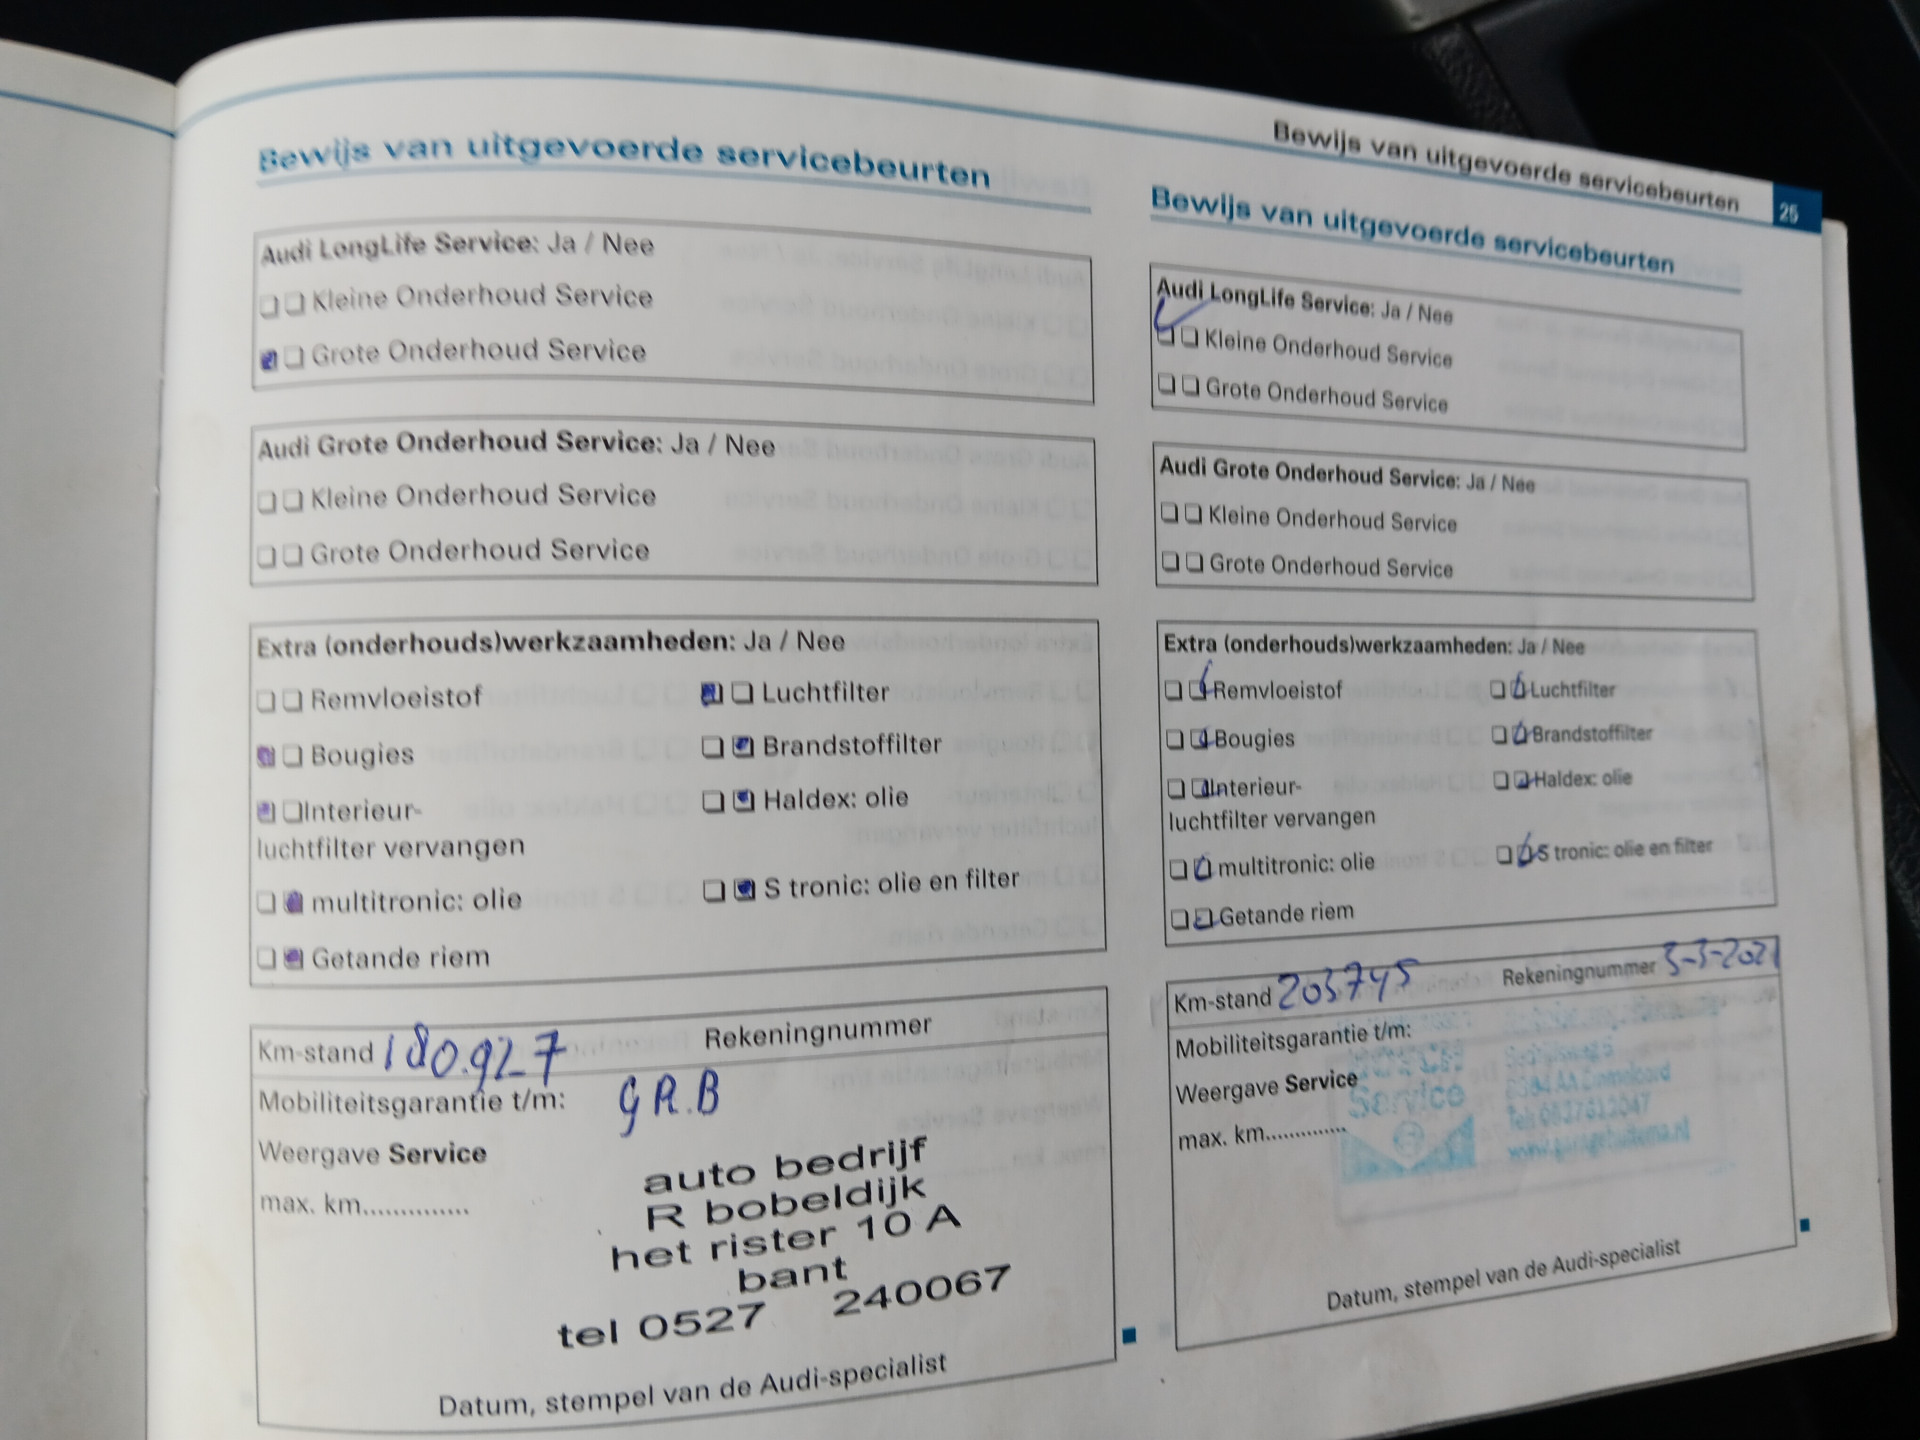 Bewijs van uitgevoerde servicebeurten
25
Bewijs van uitgevoerde servicebeurten
Audi LongLife Service: Ja / Nee
Kleine Onderhoud Service
Grote Onderhoud Service
Audi Grote Onderhoud Service: Ja / Nee
Kleine Onderhoud Service
Grote Onderhoud Service
Extra (onderhouds)werkzaamheden: Ja / Nee
Remvloeistof
Luchtfilter
Bougies
Brandstoffilter
Interieur-
luchtfilter vervangen
Haldex: olie
multitronic: olie
S tronic: olie en filter
Getande riem
Km-stand 180.927
Rekeningnummer
Mobiliteitsgarantie t/m:
G R.B
Weergave Service
max. km..............
auto bedrijf
R bobeldijk
het rister 10 A
bant
tel 0527 240067
Datum, stempel van de Audi-specialist
Bewijs van uitgevoerde servicebeurten
Audi LongLife Service: Ja / Nee
Kleine Onderhoud Service
Grote Onderhoud Service
Audi Grote Onderhoud Service: Ja / Nee
Kleine Onderhoud Service
Grote Onderhoud Service
Extra (onderhouds)werkzaamheden: Ja / Nee
Remvloeistof
Luchtfilter
Bougies
Brandstoffilter
Interieur-
luchtfilter vervangen
Haldex: olie
multitronic: olie
S tronic: olie en filter
Getande riem
Km-stand 203745
Rekeningnummer 3-3-2021
Mobiliteitsgarantie t/m:
Weergave Service
max. km..............
Service
Datum, stempel van de Audi-specialist